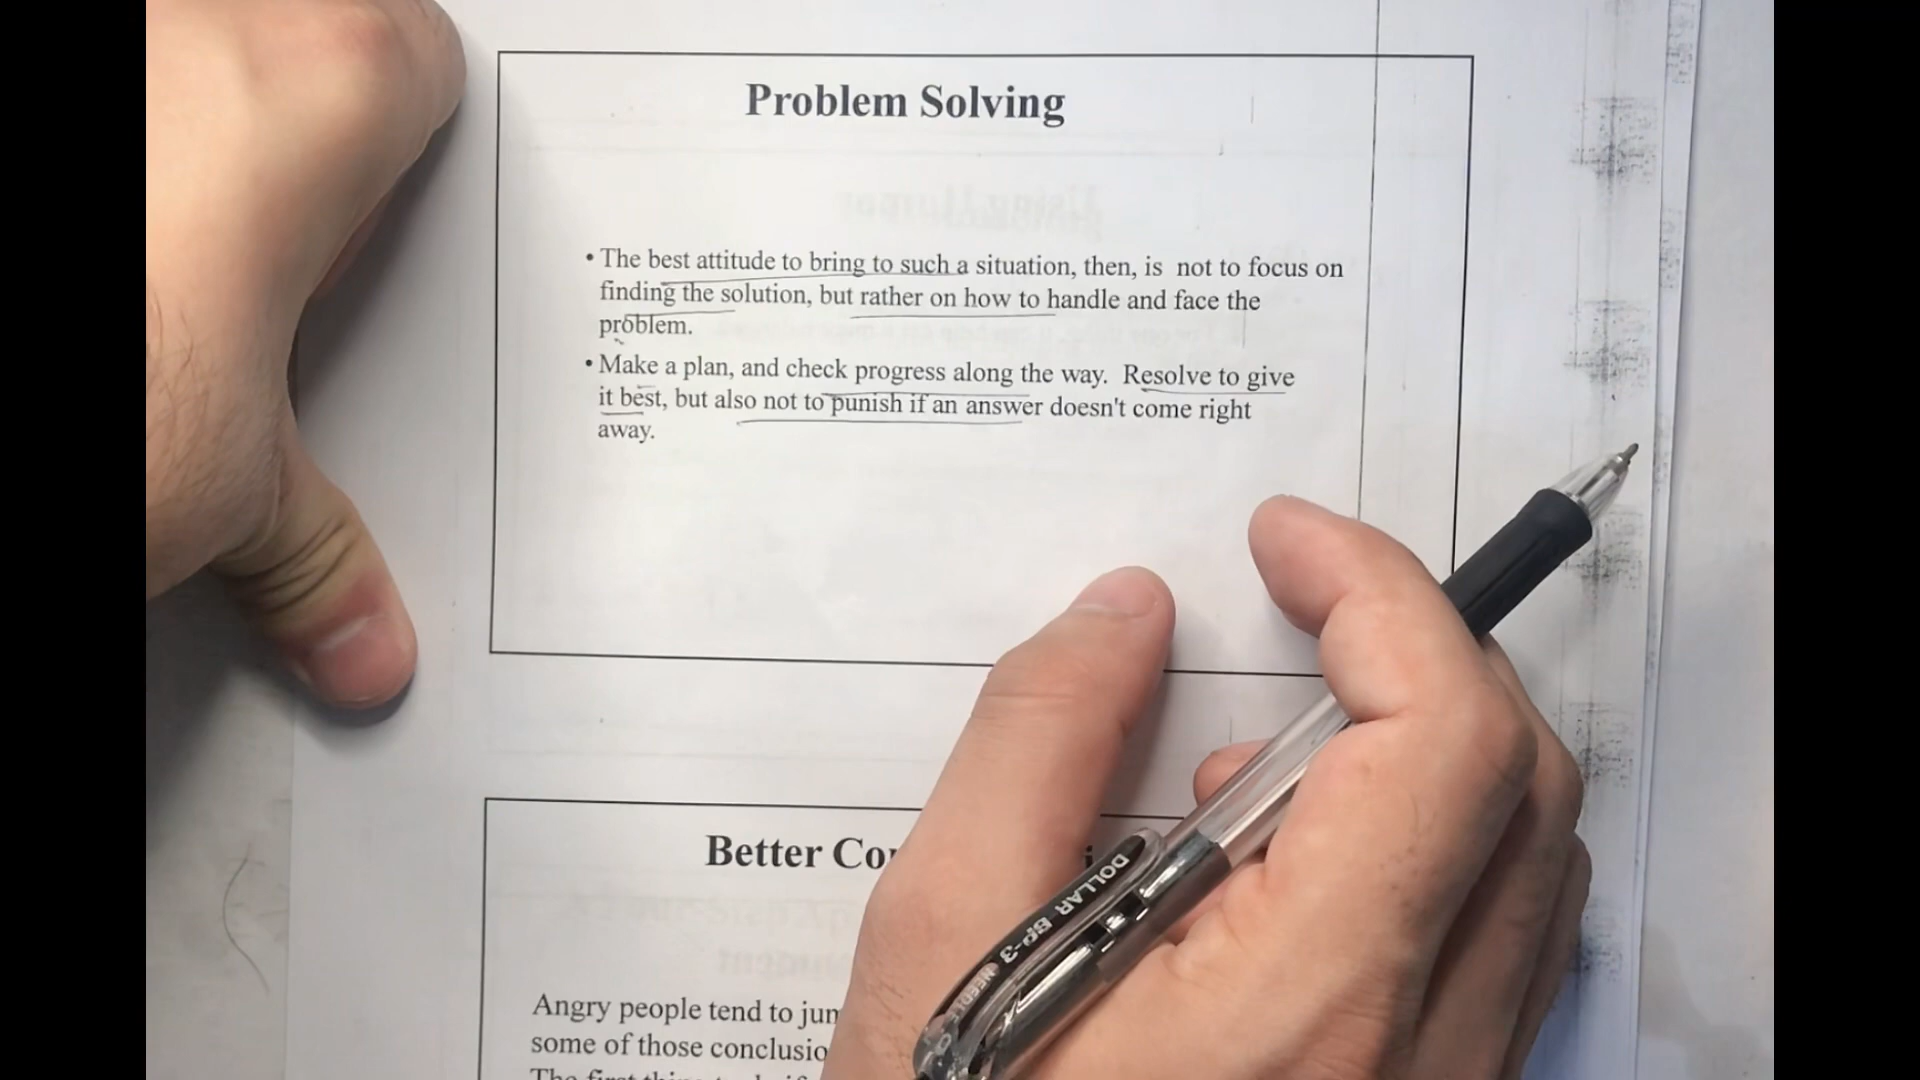 Problem Solving
• The best attitude to bring to such a situation, then, is not to focus on
finding the solution, but rather on how to handle and face the
problem.
• Make a plan, and check progress along the way. Resolve to give
it best, but also not to punish if an answer doesn't come right
away.
Better
Angry people tend to
some of those
The first
DOLLAR BP-3